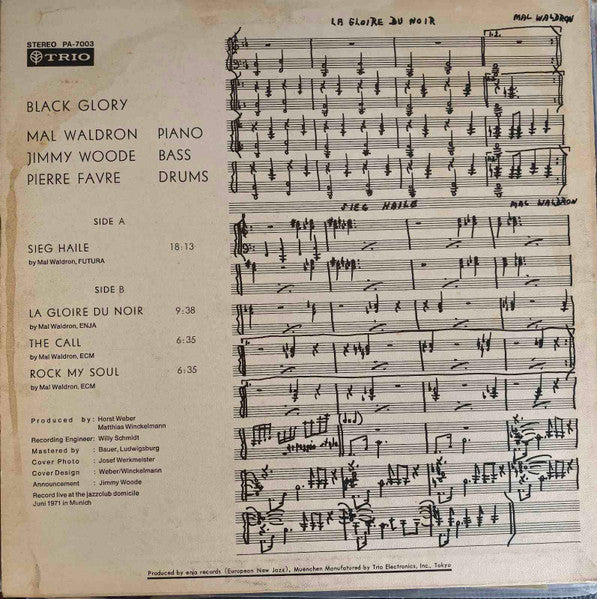 STEREO PA-7003
TRIO
BLACK GLORY
MAL WALDRON PIANO
JIMMY WOODE BASS
PIERRE FAVRE DRUMS
SIDE A
SIEG HAILE 18:13
by Mal Waldron, FUTURA
SIDE B
LA GLOIRE DU NOIR 9:38
by Mal Waldron, ENJA
THE CALL 6:35
by Mal Waldron, ECM
ROCK MY SOUL 6:35
by Mal Waldron, ECM
Produced by : Horst Weber
Matthias Winckelmann
Recording Engineer : Willy Schmidt
Mastered by : Bauer, Ludwigsburg
Cover Photo : Josef Werkmeister
Cover Design : Weber/Winckelmann
Announcement : Jimmy Woode
Record live at the jazzclub domicile
Juni 1971 in Munich
LA GLOIRE DU NOIR MAL WALDRON
SIEG HAILE MAL WALDRON
Produced by enja records (European New Jazz), Muenchen Manufatured by Trio Electronics, Inc., Tokyo